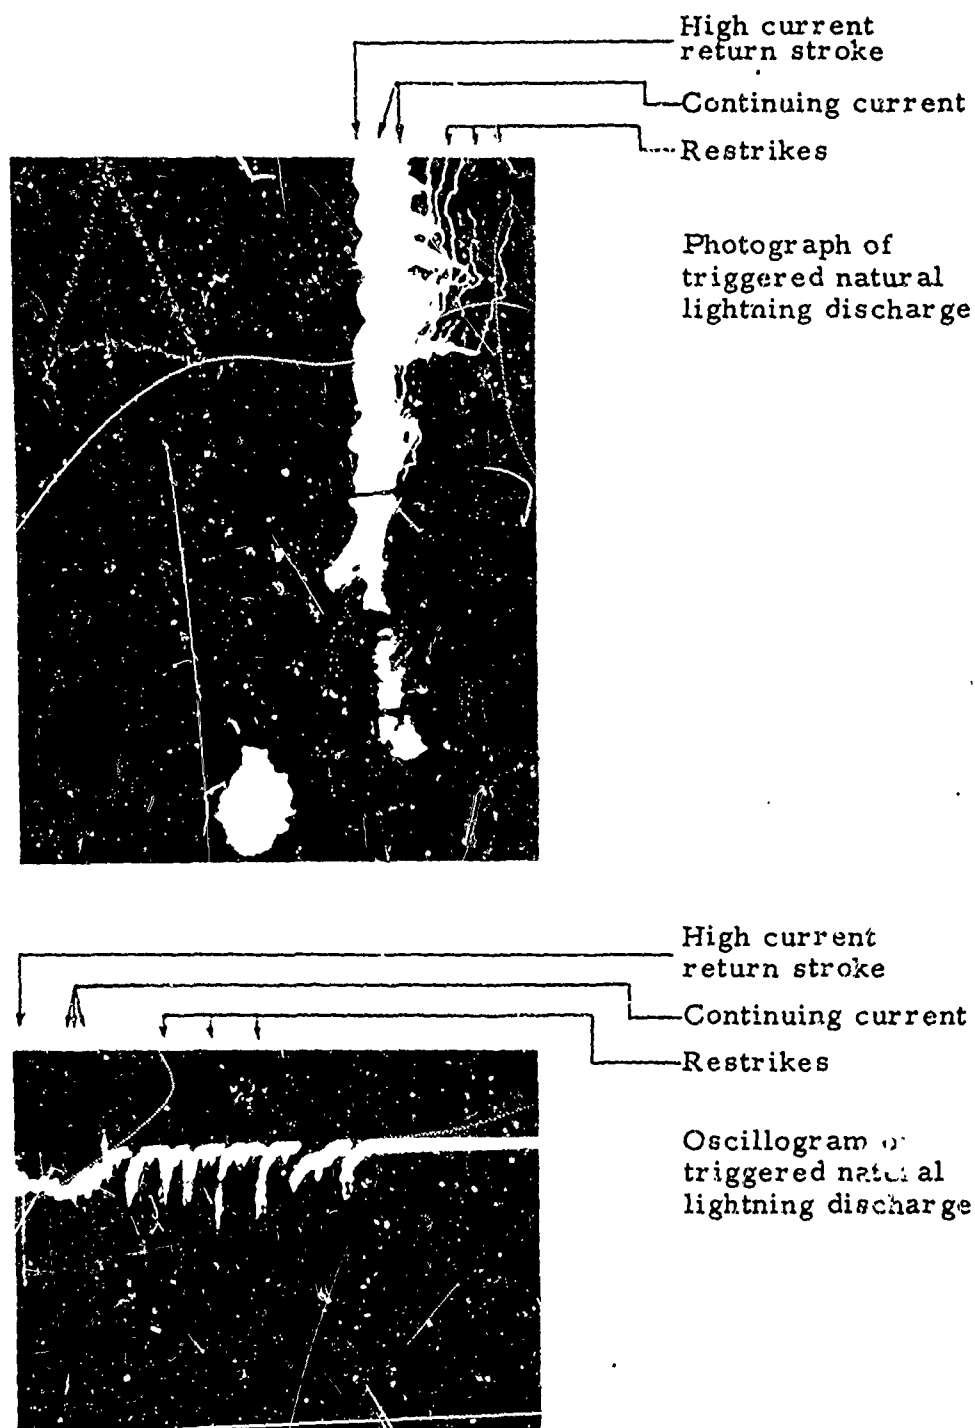 High current
return stroke
Continuing current
Restrikes
Photograph of
triggered natural
lightning discharge
High current
return stroke
Continuing current
Restrikes
Oscillogram
triggered
lightning discharge